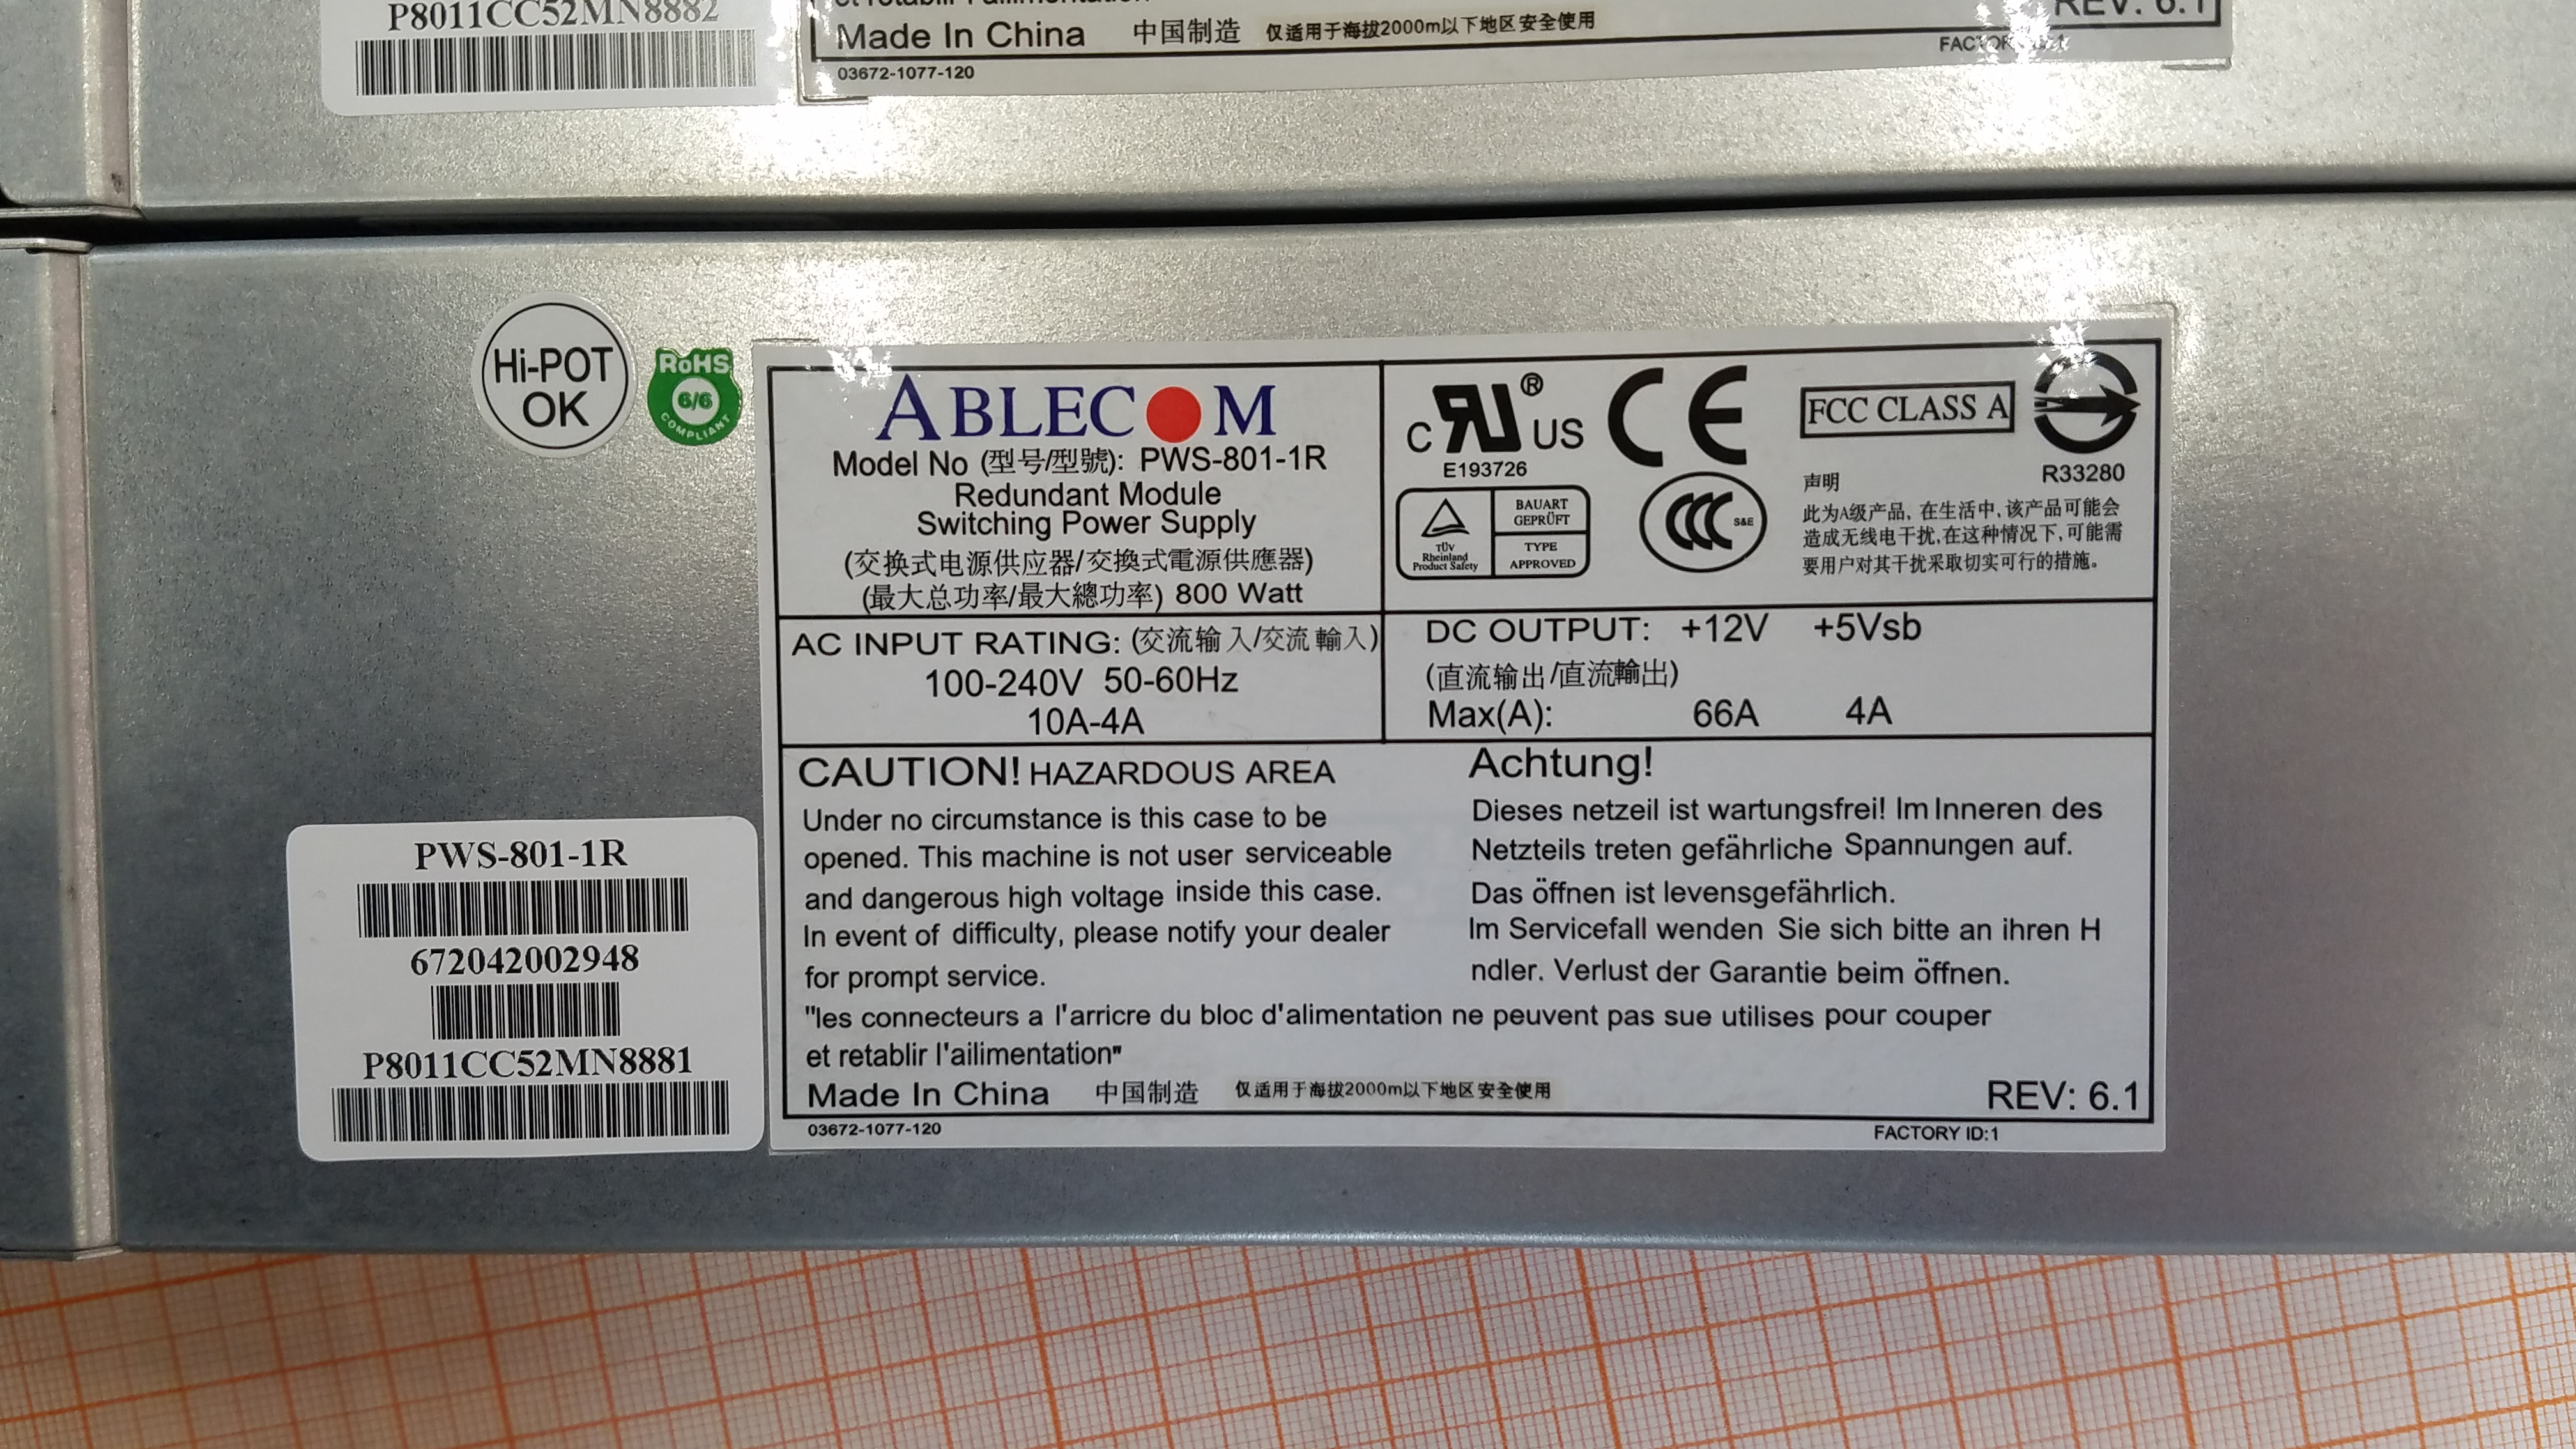 P8011CC52MN8882
Made In China 中国制造 仅适用于海拔2000m以下地区安全使用
REV: 6.1
03672-1077-120
Hi-POT
OK
RoHS
6/6
COMPLIANT
ABLECOM
Model No (型号/型號): PWS-801-1R
Redundant Module
Switching Power Supply
(交换式电源供应器/交換式電源供應器)
(最大总功率/最大總功率) 800 Watt
C RU ® US
E193726
CE
FCC CLASS A
R33280
TÜV
Rheinland
Product Safety
BAUART
GEPRÜFT
TYPE
APPROVED
CCC S&E
声明
此为A级产品, 在生活中, 该产品可能会
造成无线电干扰,在这种情况下,可能需
要用户对其干扰采取切实可行的措施。
AC INPUT RATING: (交流输入/交流輸入)
100-240V 50-60Hz
10A-4A
DC OUTPUT: +12V +5Vsb
(直流输出/直流輸出)
Max(A): 66A 4A
CAUTION! HAZARDOUS AREA
Under no circumstance is this case to be
opened. This machine is not user serviceable
and dangerous high voltage inside this case.
In event of difficulty, please notify your dealer
for prompt service.
Achtung!
Dieses netzeil ist wartungsfrei! Im Inneren des
Netzteils treten gefährliche Spannungen auf.
Das öffnen ist levensgefährlich.
Im Servicefall wenden Sie sich bitte an ihren H
ndler. Verlust der Garantie beim öffnen.
"les connecteurs a l'arricre du bloc d'alimentation ne peuvent pas sue utilises pour couper
et retablir l'ailimentation"
Made In China 中国制造 仅适用于海拔2000m以下地区安全使用
REV: 6.1
03672-1077-120
FACTORY ID:1
PWS-801-1R
672042002948
P8011CC52MN8881